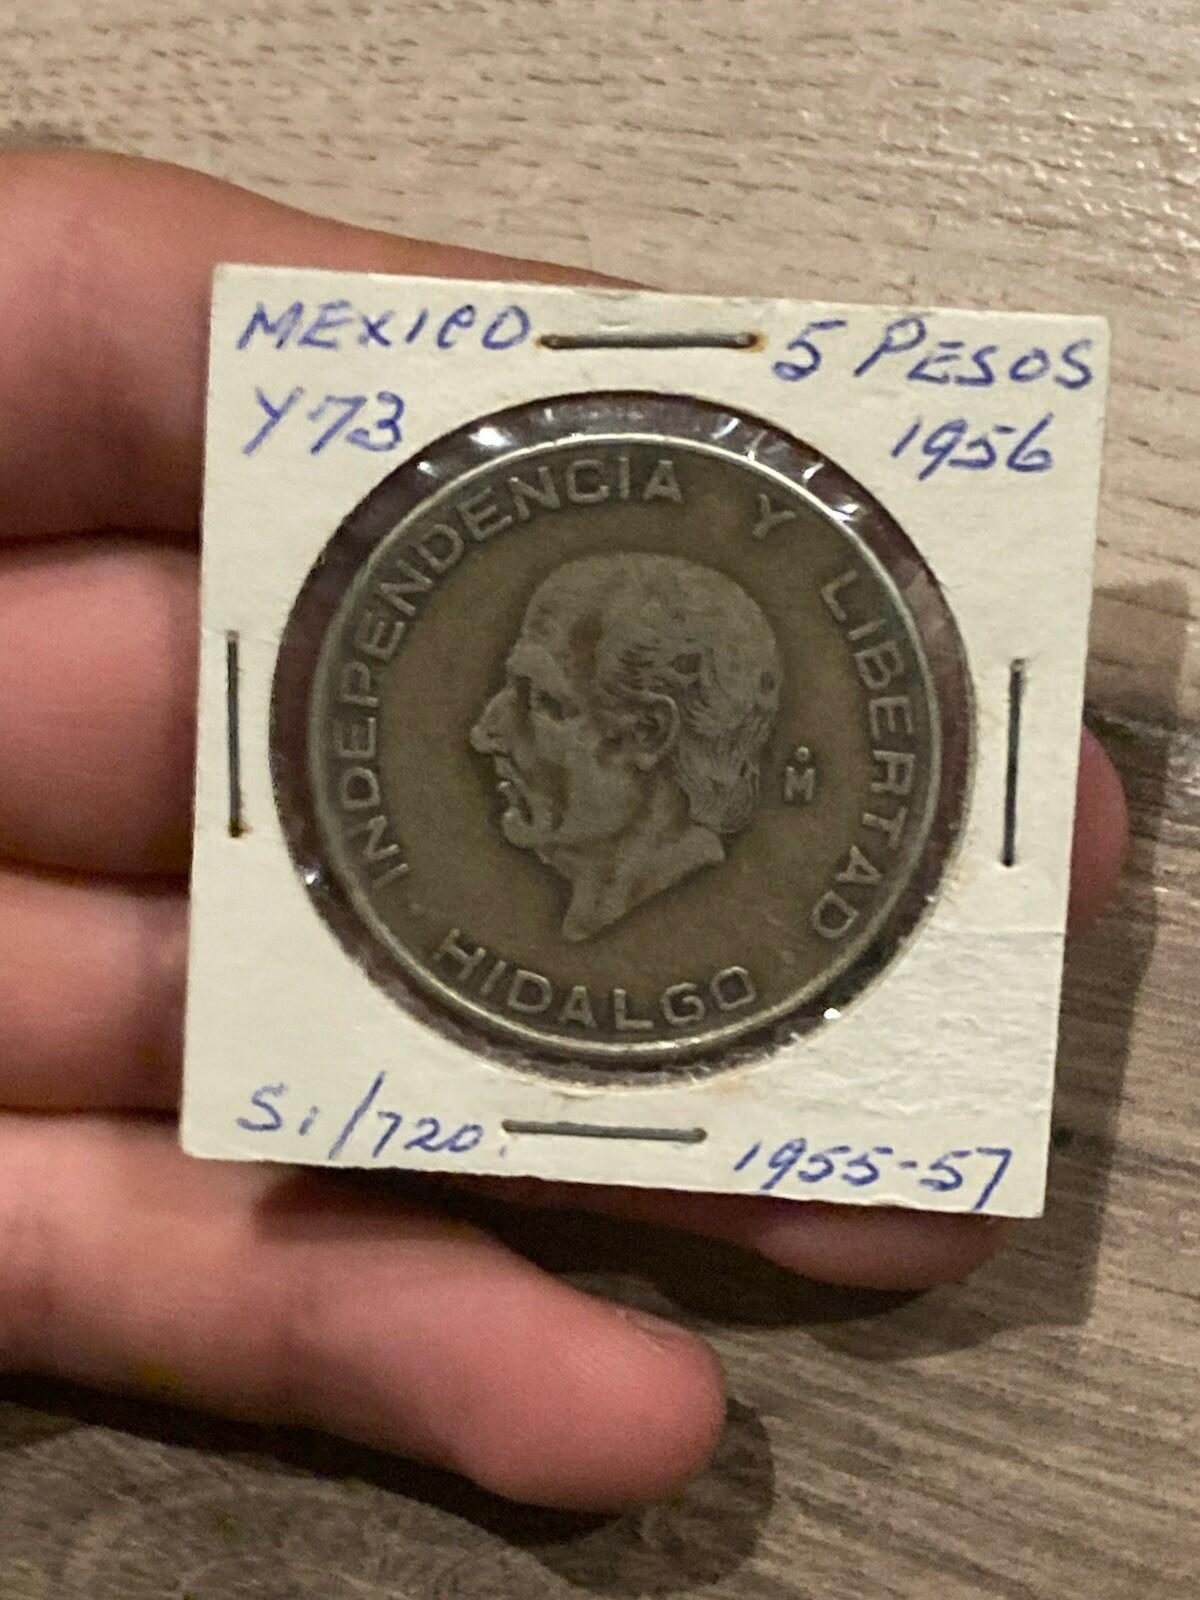 MEXICO 5 PESOS
Y73 1956
INDEPENDENCIA Y LIBERTAD
M
HIDALGO
Si/720.
1955-57